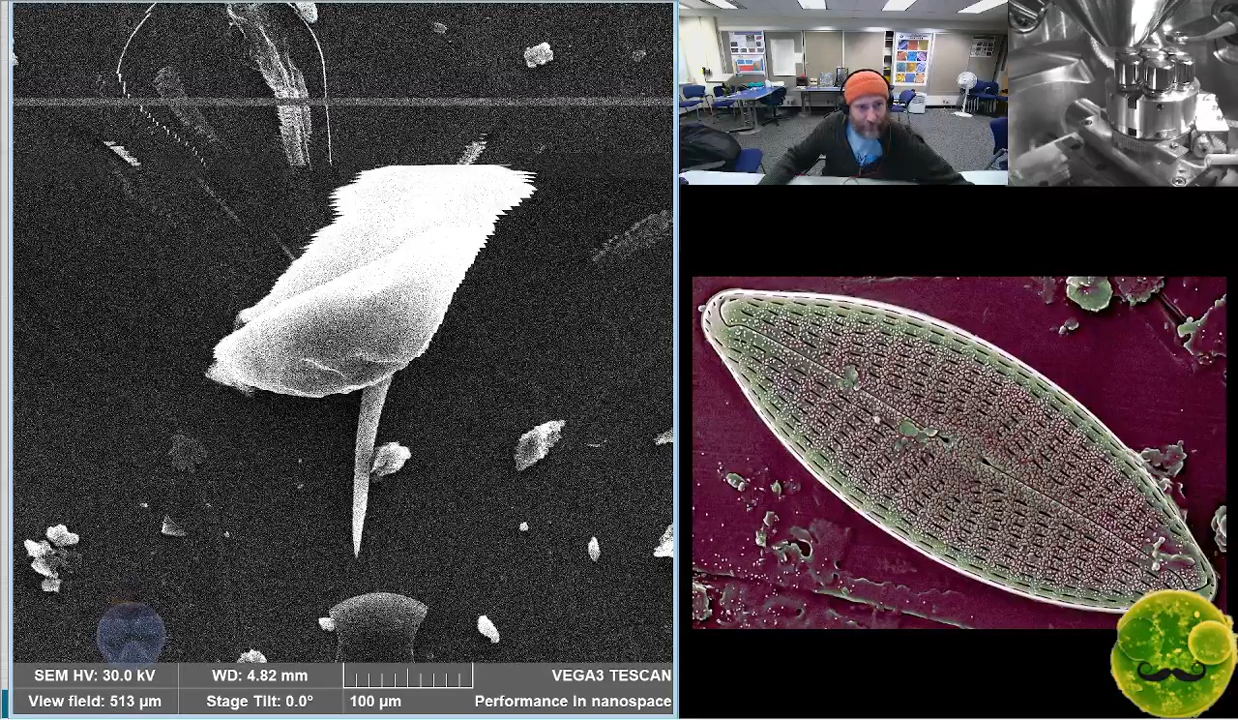 SEM HV: 30.0 kV
WD: 4.82 mm
VEGA3 TESCAN
View field: 513 µm
Stage Tilt: 0.0°
100 µm
Performance in nanospace